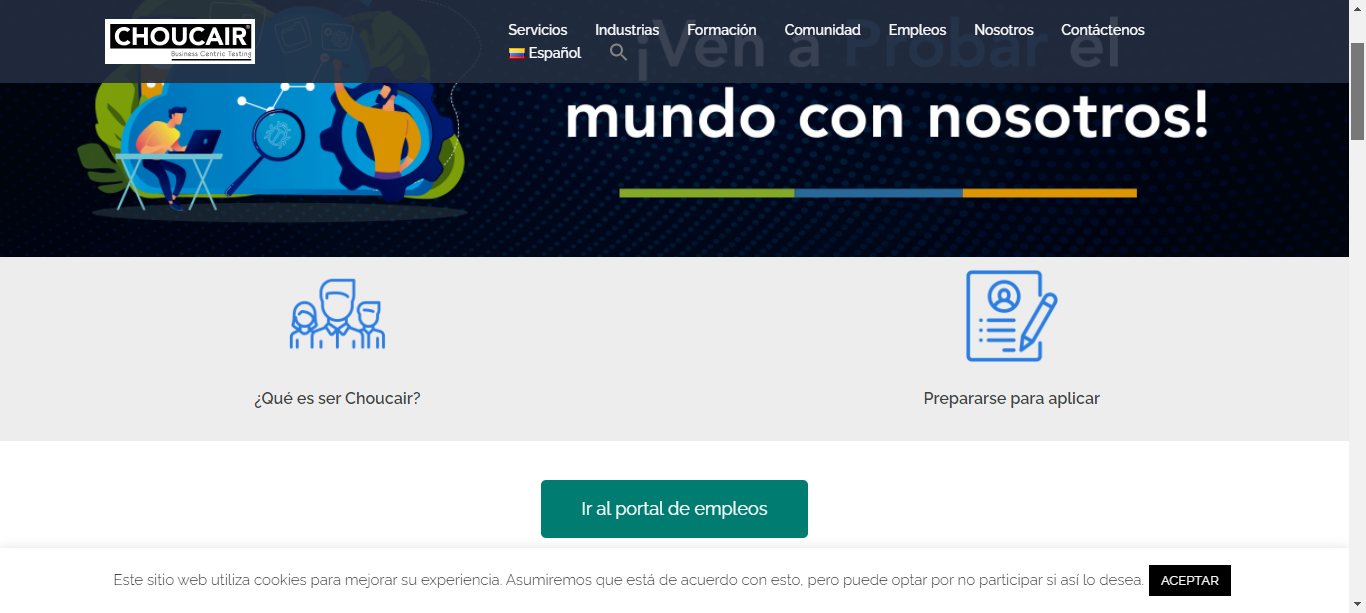 CHOUCAIR
Business Centric Testing
Servicios Industrias Formación Comunidad Empleos Nosotros Contáctenos
Español
¡Ven a Probar el
mundo con nosotros!
¿Qué es ser Choucair?
Prepararse para aplicar
Ir al portal de empleos
Este sitio web utiliza cookies para mejorar su experiencia. Asumiremos que está de acuerdo con esto, pero puede optar por no participar si así lo desea. ACEPTAR